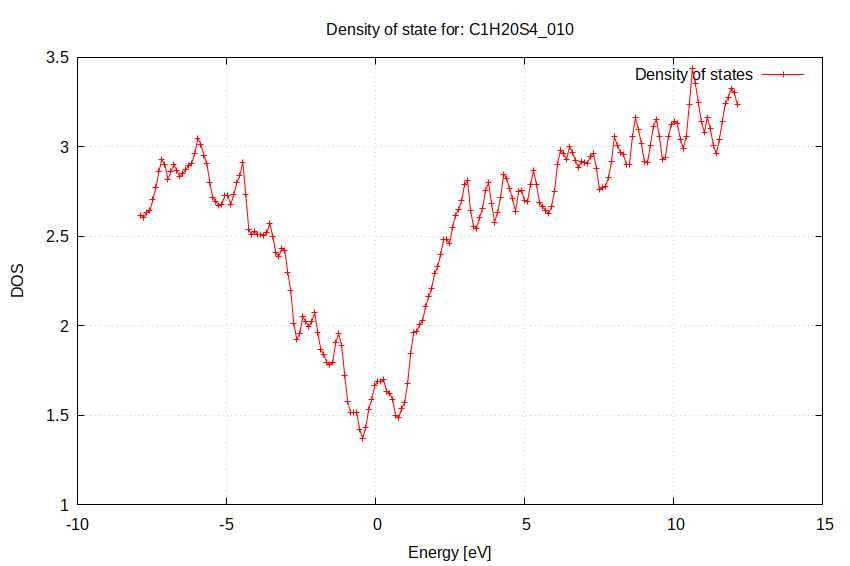 Density of state for: C1H20S4_010
Density of states
3.5
3
2.5
2
1.5
1
DOS
-10 -5 0 5 10 15
Energy [eV]